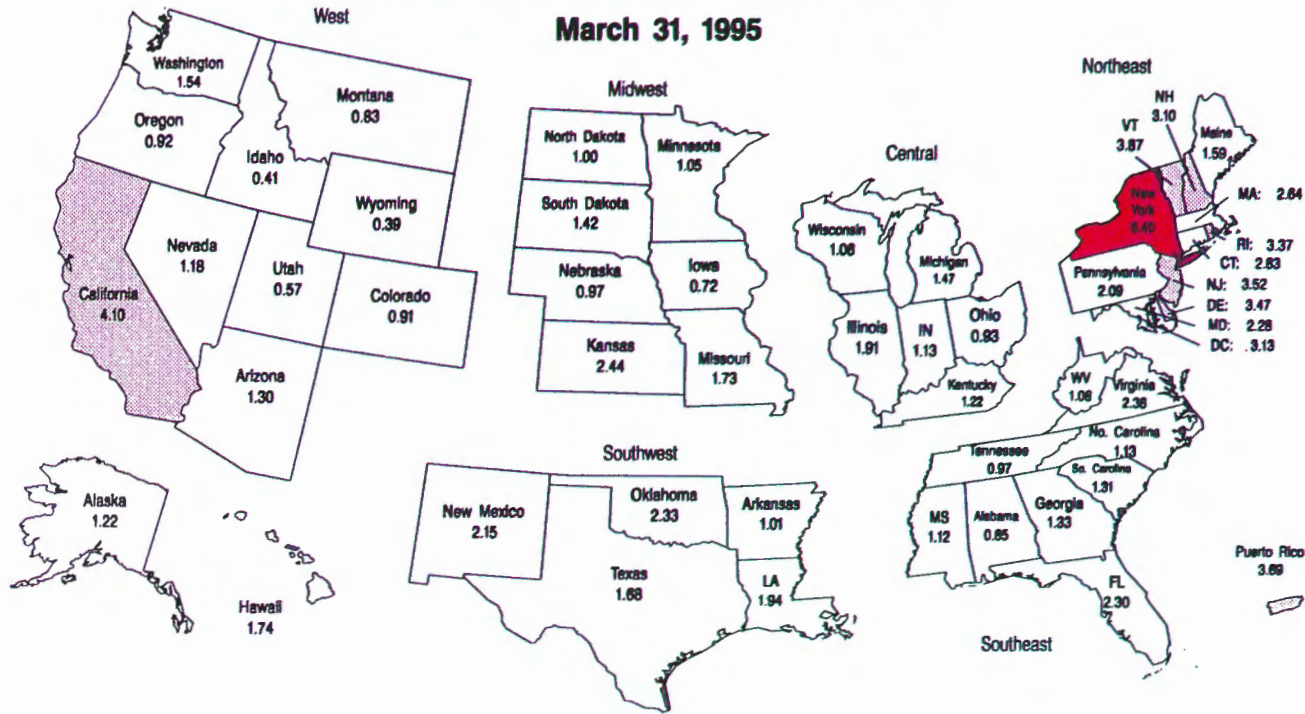 March 31, 1995
West
Washington
1.54
Oregon
0.92
Montana
0.83
Idaho
0.41
Wyoming
0.39
California
4.10
Nevada
1.18
Utah
0.57
Colorado
0.91
Arizona
1.30
Alaska
1.22
Hawaii
1.74
Midwest
North Dakota
1.00
Minnesota
1.05
South Dakota
1.42
Nebraska
0.97
Iowa
0.72
Kansas
2.44
Missouri
1.73
Central
Wisconsin
1.06
Michigan
1.47
Illinois
1.91
IN
1.13
Ohio
0.93
Kentucky
1.22
Northeast
NH
3.10
VT
3.87
Maine
1.59
New
York
MA: 2.64
RI: 3.37
CT: 2.83
NJ: 3.52
DE: 3.47
MD: 2.28
DC: .3.13
Pennsylvania
2.09
Southwest
New Mexico
2.15
Oklahoma
2.33
Arkansas
1.01
Texas
1.68
LA
1.94
WV
1.06
Virginia
2.36
No. Carolina
1.13
Tennessee
0.97
So. Carolina
1.31
MS
1.12
Alabama
Georgia
1.33
FL
2.30
Southeast
Puerto Rico
3.69